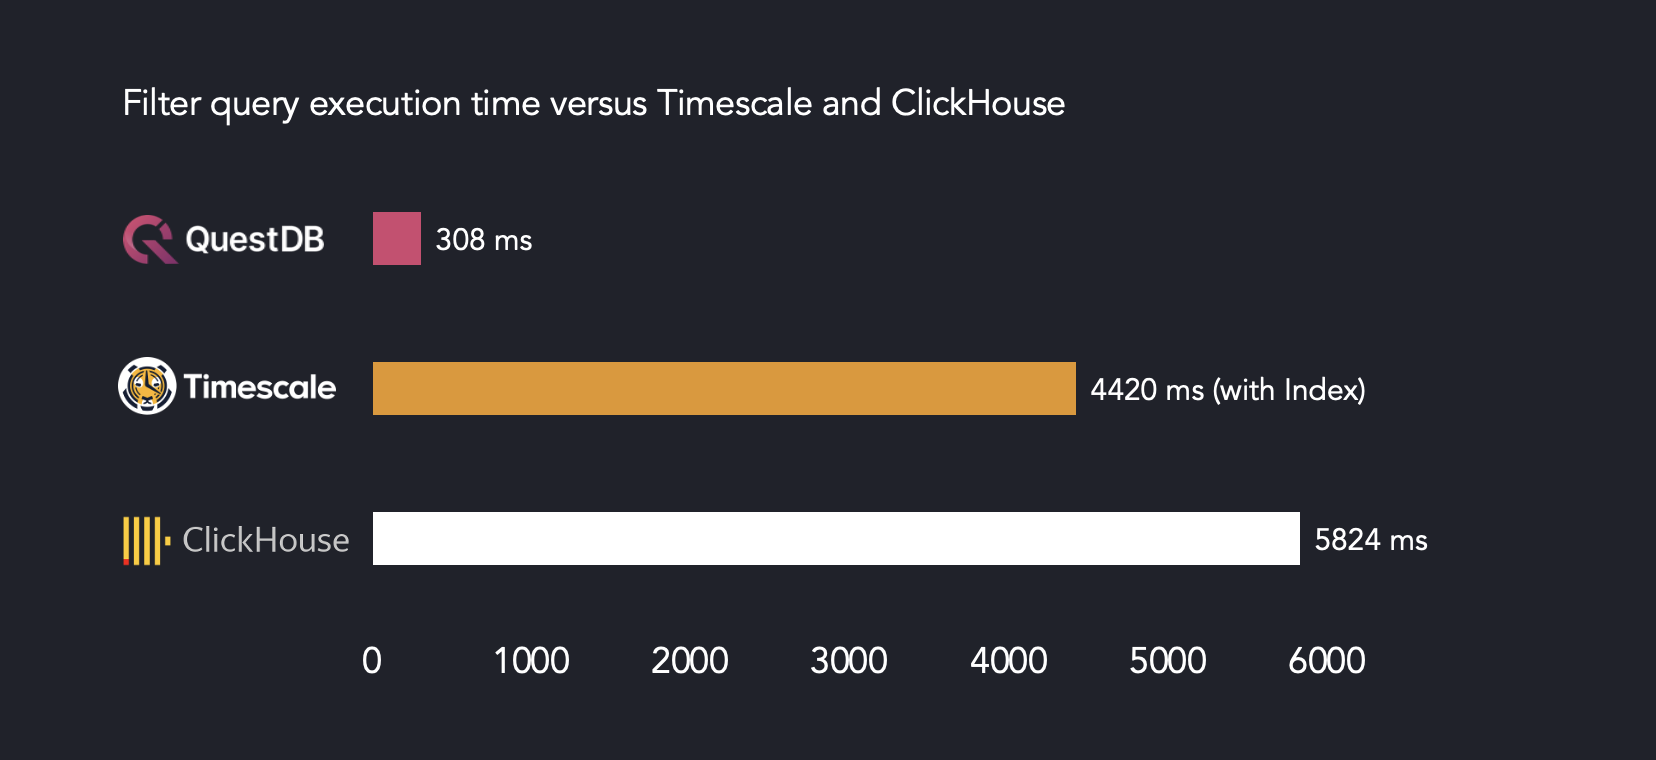 Filter query execution time versus Timescale and ClickHouse
QuestDB 308 ms
Timescale 4420 ms (with Index)
ClickHouse 5824 ms
0 1000 2000 3000 4000 5000 6000